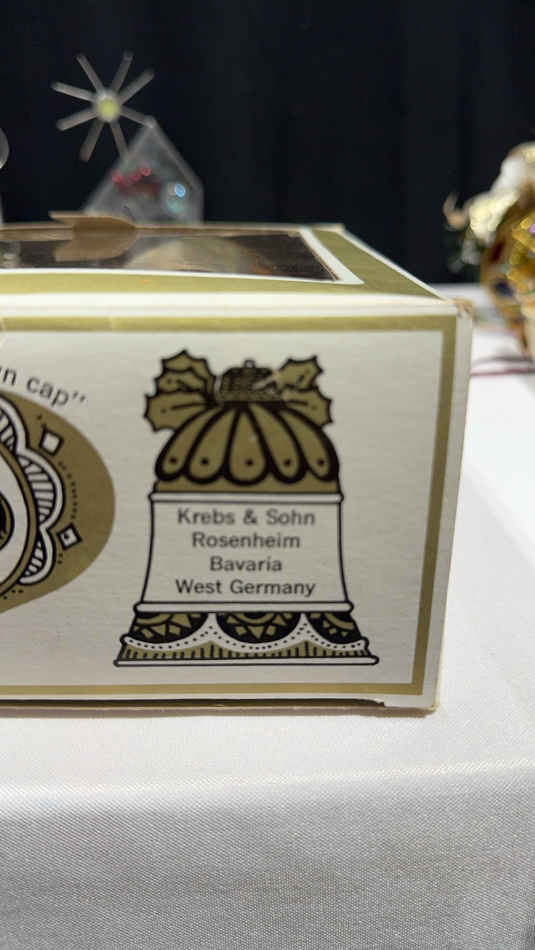 cap"
Krebs & Sohn
Rosenheim
Bavaria
West Germany